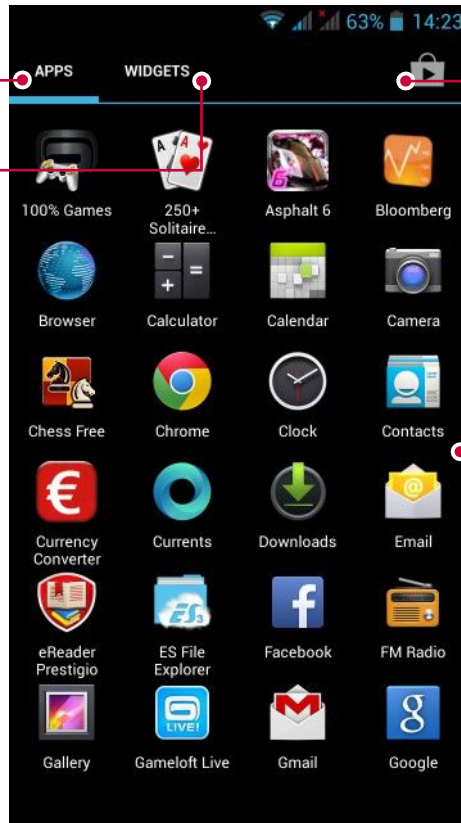 63% 14:23
APPS WIDGETS
100% Games 250+ Solitaire... Asphalt 6 Bloomberg
Browser Calculator Calendar Camera
Chess Free Chrome Clock Contacts
€
@
Currency Converter Currents Downloads Email
ES3
f
eReader Prestigio ES File Explorer Facebook FM Radio
LIVE!
g
Gallery Gameloft Live Gmail Google